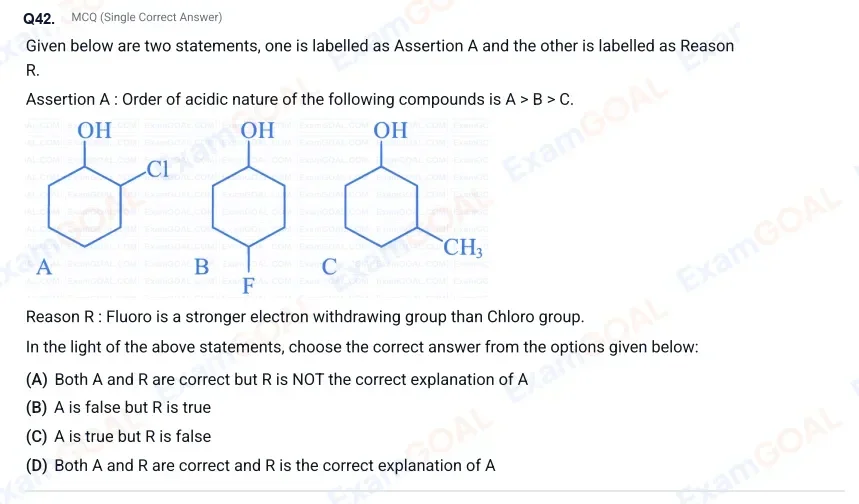 Q42. MCQ (Single Correct Answer)
Given below are two statements, one is labelled as Assertion A and the other is labelled as Reason
R.
Assertion A : Order of acidic nature of the following compounds is A > B > C.
OH OH OH
Cl
CH₃
A B C
F
Reason R : Fluoro is a stronger electron withdrawing group than Chloro group.
In the light of the above statements, choose the correct answer from the options given below:
(A) Both A and R are correct but R is NOT the correct explanation of A
(B) A is false but R is true
(C) A is true but R is false
(D) Both A and R are correct and R is the correct explanation of A